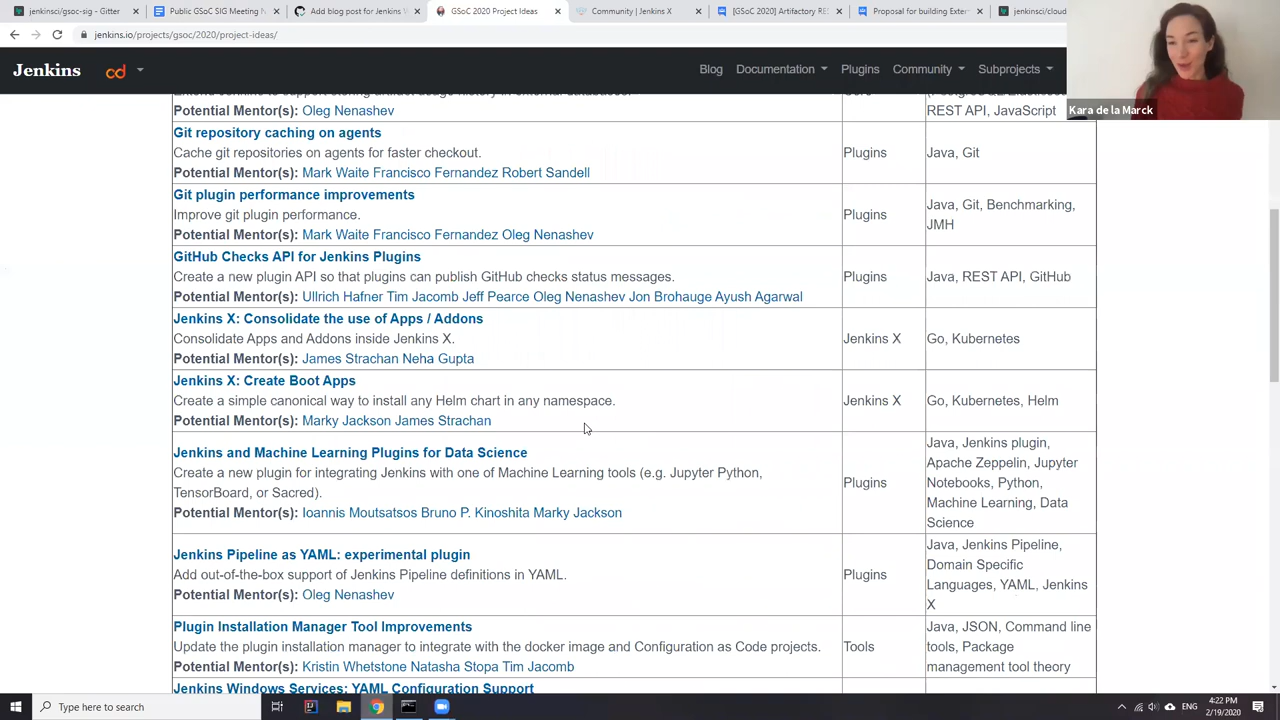 jenkinsci/gsoc-sig - Gitter
Public GSoC SIG Meeting N
Add blog post for Jenkins W
GSoC 2020 Project Ideas
Community | Jenkins X
[GSoC 2020] Artifactory RES
Proposal for building Exter
jenkinsci/cloud
jenkins.io/projects/gsoc/2020/project-ideas/
Jenkins
cd
Blog
Documentation
Plugins
Community
Subprojects
Kara de la Marck
Extend Jenkins to support storing artifact usage history in external databases.
Potential Mentor(s): Oleg Nenashev
REST API, JavaScript
Git repository caching on agents
Cache git repositories on agents for faster checkout.
Potential Mentor(s): Mark Waite Francisco Fernandez Robert Sandell
Plugins
Java, Git
Git plugin performance improvements
Improve git plugin performance.
Potential Mentor(s): Mark Waite Francisco Fernandez Oleg Nenashev
Plugins
Java, Git, Benchmarking,
JMH
GitHub Checks API for Jenkins Plugins
Create a new plugin API so that plugins can publish GitHub checks status messages.
Potential Mentor(s): Ullrich Hafner Tim Jacomb Jeff Pearce Oleg Nenashev Jon Brohauge Ayush Agarwal
Plugins
Java, REST API, GitHub
Jenkins X: Consolidate the use of Apps / Addons
Consolidate Apps and Addons inside Jenkins X.
Potential Mentor(s): James Strachan Neha Gupta
Jenkins X
Go, Kubernetes
Jenkins X: Create Boot Apps
Create a simple canonical way to install any Helm chart in any namespace.
Potential Mentor(s): Marky Jackson James Strachan
Jenkins X
Go, Kubernetes, Helm
Jenkins and Machine Learning Plugins for Data Science
Create a new plugin for integrating Jenkins with one of Machine Learning tools (e.g. Jupyter Python,
TensorBoard, or Sacred).
Potential Mentor(s): Ioannis Moutsatsos Bruno P. Kinoshita Marky Jackson
Plugins
Java, Jenkins plugin,
Apache Zeppelin, Jupyter
Notebooks, Python,
Machine Learning, Data
Science
Jenkins Pipeline as YAML: experimental plugin
Add out-of-the-box support of Jenkins Pipeline definitions in YAML.
Potential Mentor(s): Oleg Nenashev
Plugins
Java, Jenkins Pipeline,
Domain Specific
Languages, YAML, Jenkins
X
Plugin Installation Manager Tool Improvements
Update the plugin installation manager to integrate with the docker image and Configuration as Code projects.
Potential Mentor(s): Kristin Whetstone Natasha Stopa Tim Jacomb
Tools
Java, JSON, Command line
tools, Package
management tool theory
Jenkins Windows Services: YAML Configuration Support
Type here to search
ENG
4:22 PM
2/19/2020